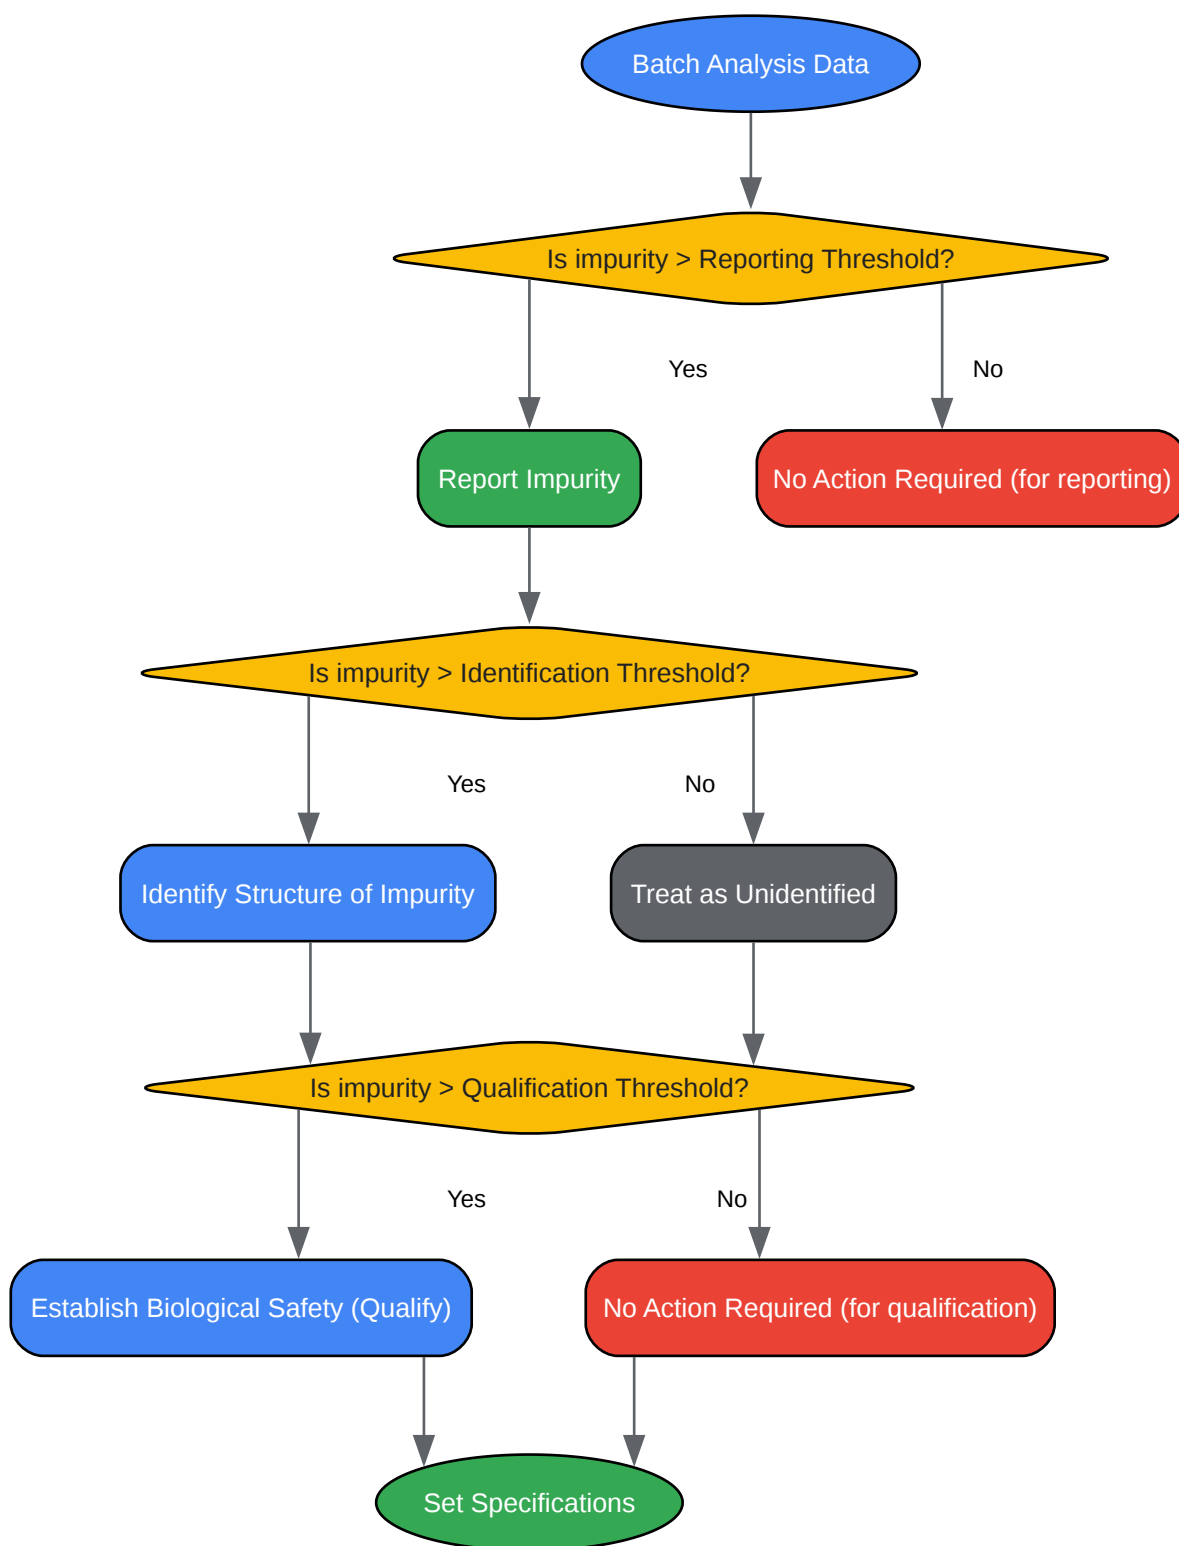 Batch Analysis Data
Is impurity > Reporting Threshold?
Yes
No
Report Impurity
No Action Required (for reporting)
Is impurity > Identification Threshold?
Yes
No
Identify Structure of Impurity
Treat as Unidentified
Is impurity > Qualification Threshold?
Yes
No
Establish Biological Safety (Qualify)
No Action Required (for qualification)
Set Specifications